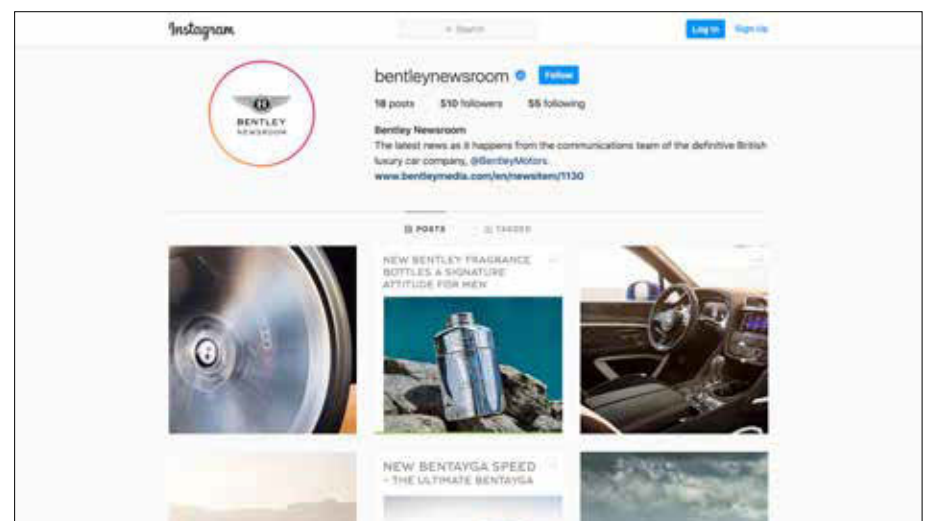 Instagram
Search
Log In Sign Up
bentleynewsroom Follow
18 posts 510 followers 55 following
BENTLEY
NEWSROOM
Bentley Newsroom
The latest news as it happens from the communications team of the definitive British
luxury car company, @BentleyMotors.
www.bentleymedia.com/en/newsitem/1130
POSTS TAGGED
NEW BENTLEY FRAGRANCE
BOTTLES A SIGNATURE
ATTITUDE FOR MEN
NEW BENTAYGA SPEED
- THE ULTIMATE BENTAYGA